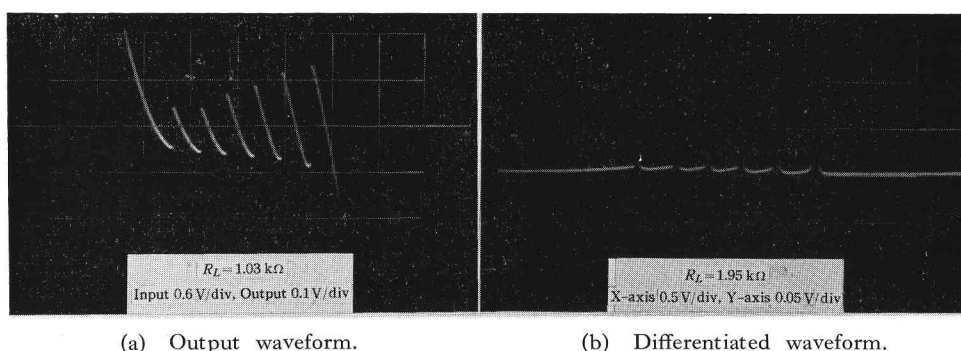 R_L=1.03 kΩ
Input 0.6 V/div, Output 0.1 V/div
R_L=1.95 kΩ
X-axis 0.5 V/div, Y-axis 0.05 V/div
(a) Output waveform.
(b) Differentiated waveform.